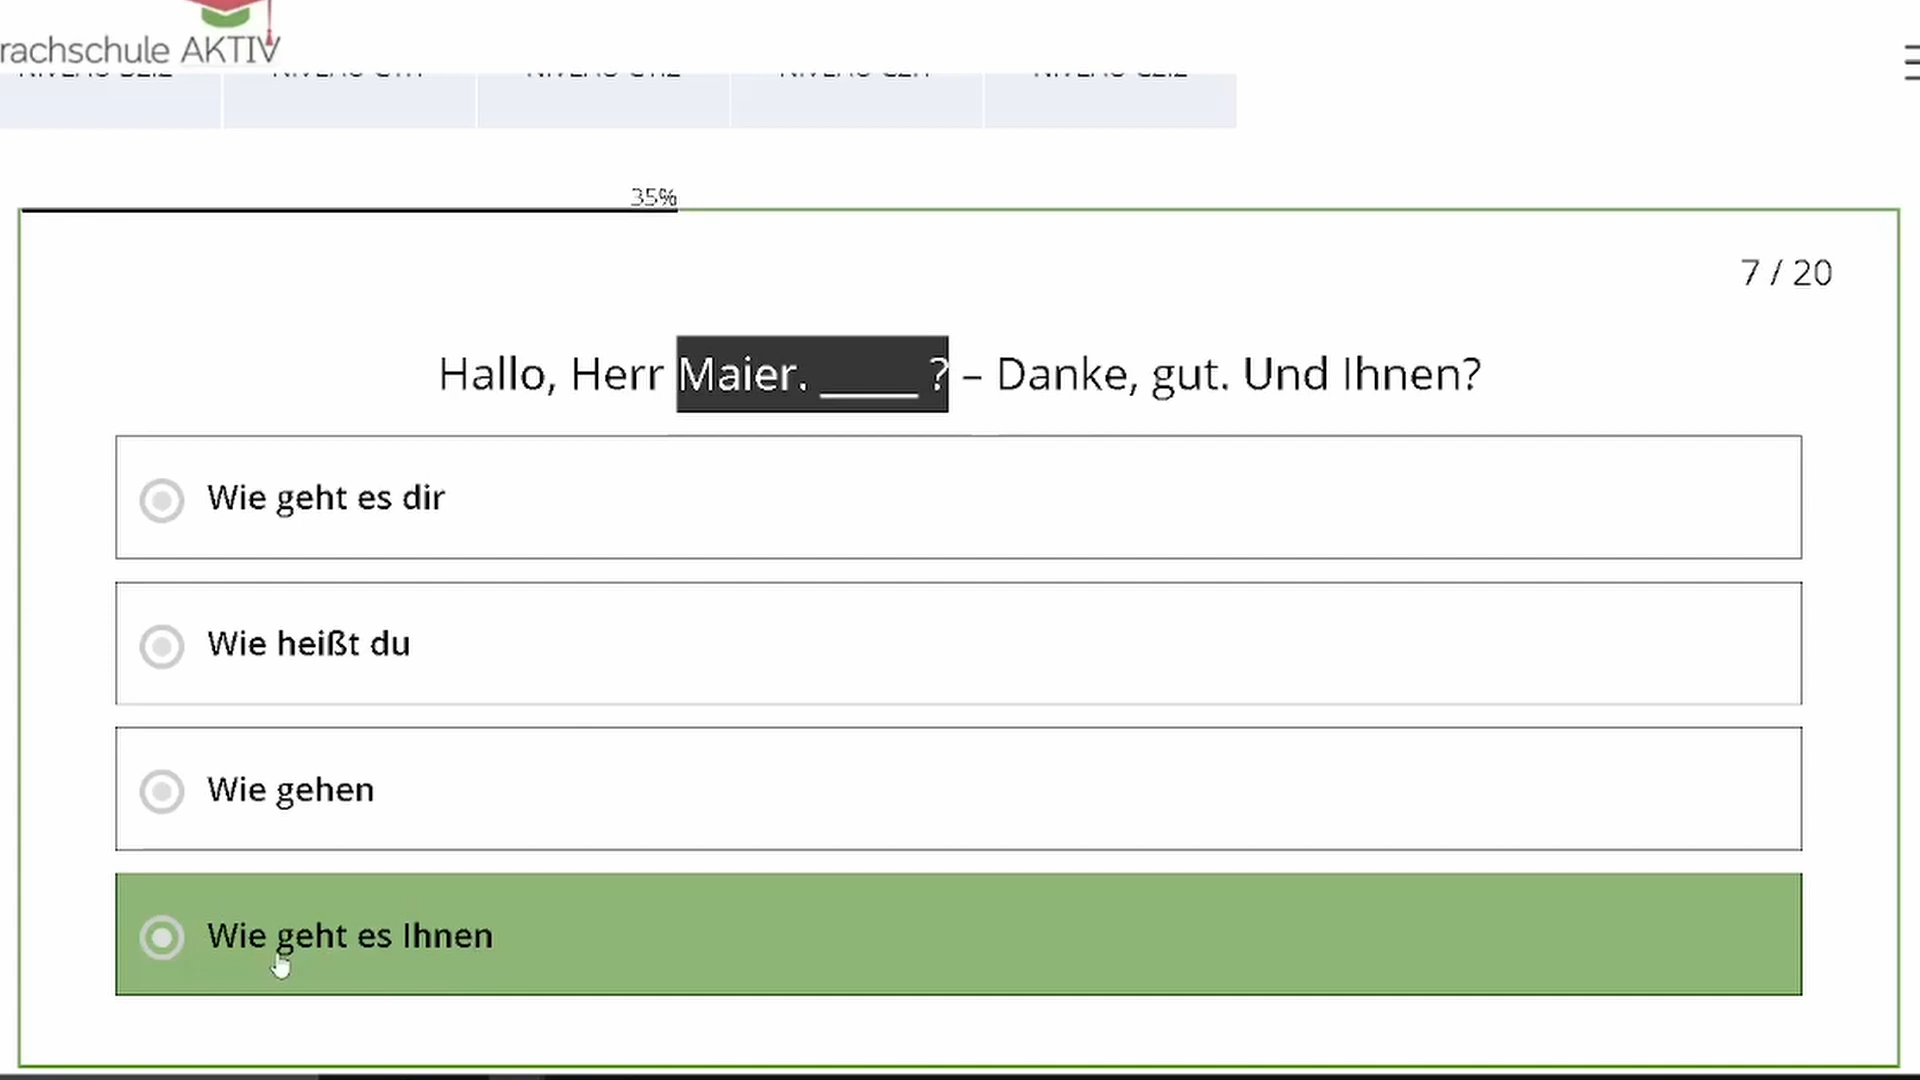 rachschule AKTIV
35%
7 / 20
Hallo, Herr Maier. _____ ? – Danke, gut. Und Ihnen?
Wie geht es dir
Wie heißt du
Wie gehen
Wie geht es Ihnen